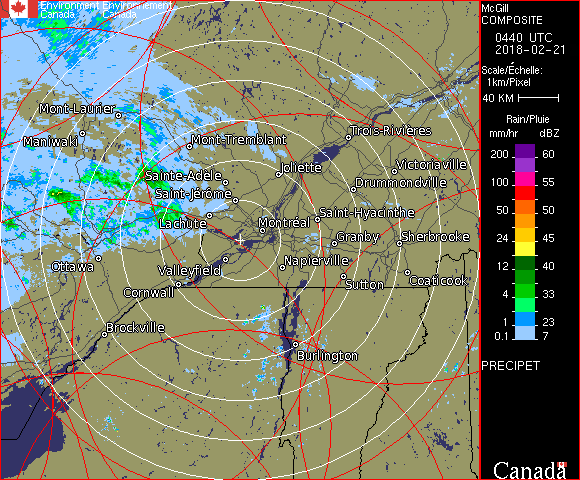 Environment Environnement
Canada Canada
Mont-Laurier
Maniwaki
Mont-Tremblant
Trois-Rivières
Joliette
Victoriaville
Sainte-Adèle
Drummondville
Saint-Jérôme
Lachute
Montréal
Saint-Hyacinthe
Granby
Sherbrooke
Ottawa
Valleyfield
Napierville
Cornwall
Sutton
Coaticook
Brockville
Burlington
McGill
COMPOSITE
0440 UTC
2018-02-21
Scale/Échelle:
1km/Pixel
40 KM
Rain/Pluie
mm/hr dBZ
200 60
150 57
100 55
50 50
24 45
12 40
4 33
1 23
0.1 7
PRECIPET
Canada